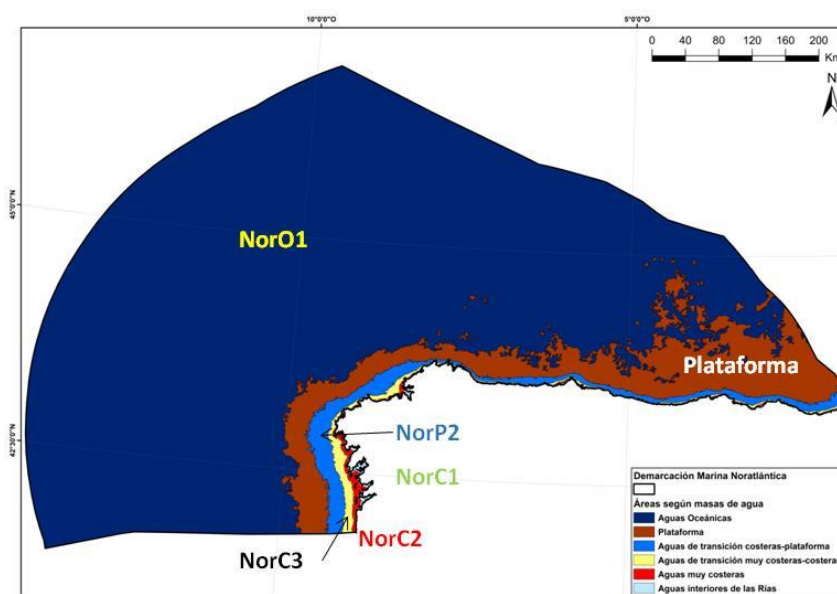 10°0'0"O
5°0'0"O
0 40 80 120 160 200
Km
N
45°0'0"N
NorO1
Plataforma
42°30'0"N
NorP2
NorC1
NorC2
NorC3
Demarcación Marina Noratlántica
Áreas según masas de agua
Aguas Oceánicas
Plataforma
Aguas de transición costeras-plataforma
Aguas de transición muy costeras-costeras
Aguas muy costeras
Aguas interiores de las Rías